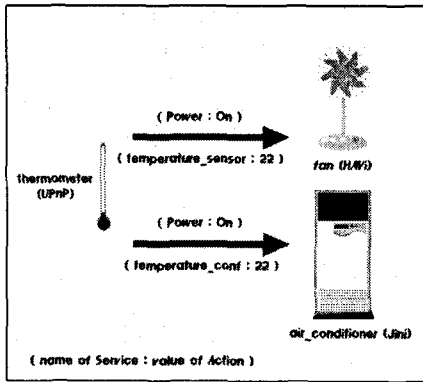 ( Power : On )
( temperature_sensor : 22 )
fan (HAVi)
thermometer
(UPnP)
( Power : On )
( temperature_conf : 22 )
air_conditioner (Jini)
( name of Service : value of Action )